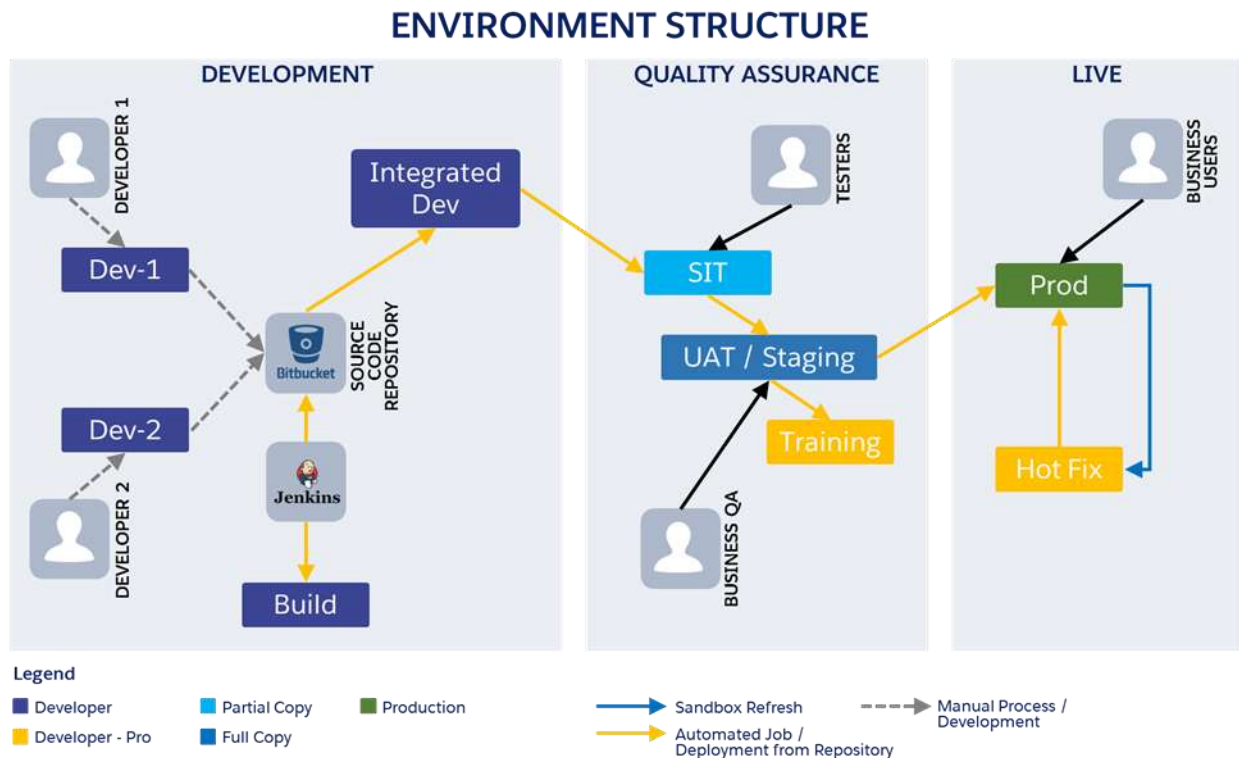 ENVIRONMENT STRUCTURE
DEVELOPMENT
DEVELOPER 1
Dev-1
Integrated
Dev
Bitbucket
SOURCE
CODE
REPOSITORY
Dev-2
DEVELOPER 2
Jenkins
Build
QUALITY ASSURANCE
TESTERS
SIT
UAT / Staging
Training
BUSINESS QA
LIVE
BUSINESS
USERS
Prod
Hot Fix
Legend
Developer
Partial Copy
Production
Developer - Pro
Full Copy
Sandbox Refresh
Automated Job /
Deployment from Repository
Manual Process /
Development